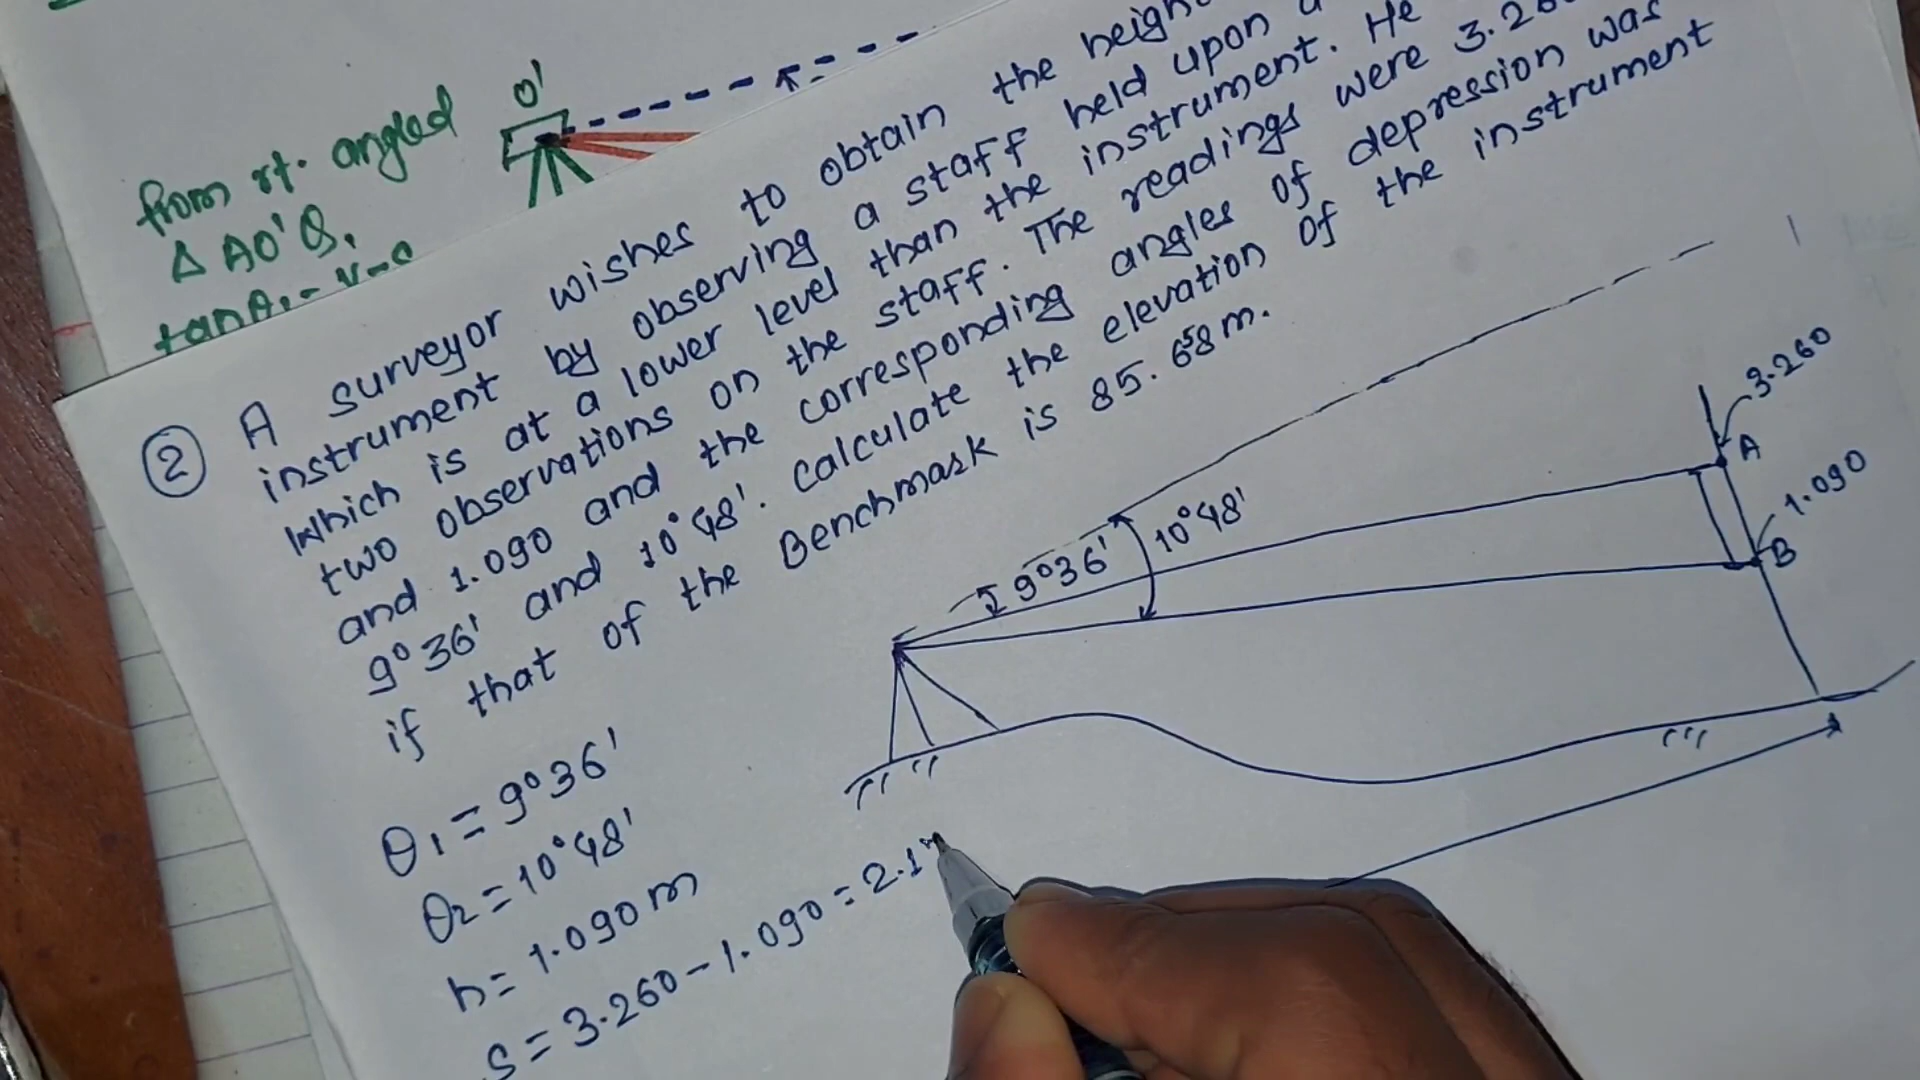 from rt. angled
Δ AO'Q,
O'
② A surveyor wishes to obtain the heigh
instrument by observing a staff held upon a
which is at a lower level than the instrument. He
two observations on the staff. The readings were 3.26
and 1.090 and the corresponding angles of depression was
9°36' and 10°48'. Calculate the elevation of the instrument
if that of the Benchmark is 85.658m.
3.260
A
1.090
B
9°36'
10°48'
θ1 = 9°36'
θ2 = 10°48'
h = 1.090 m
S = 3.260 - 1.090 = 2.1